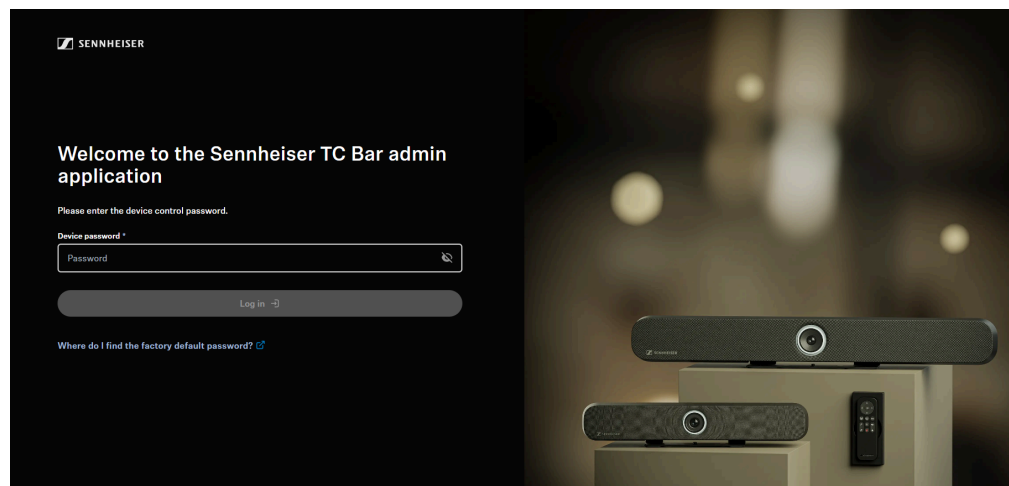 SENNHEISER
Welcome to the Sennheiser TC Bar admin
application
Please enter the device control password.
Device password *
Password
Log in
Where do I find the factory default password?
SENNHEISER